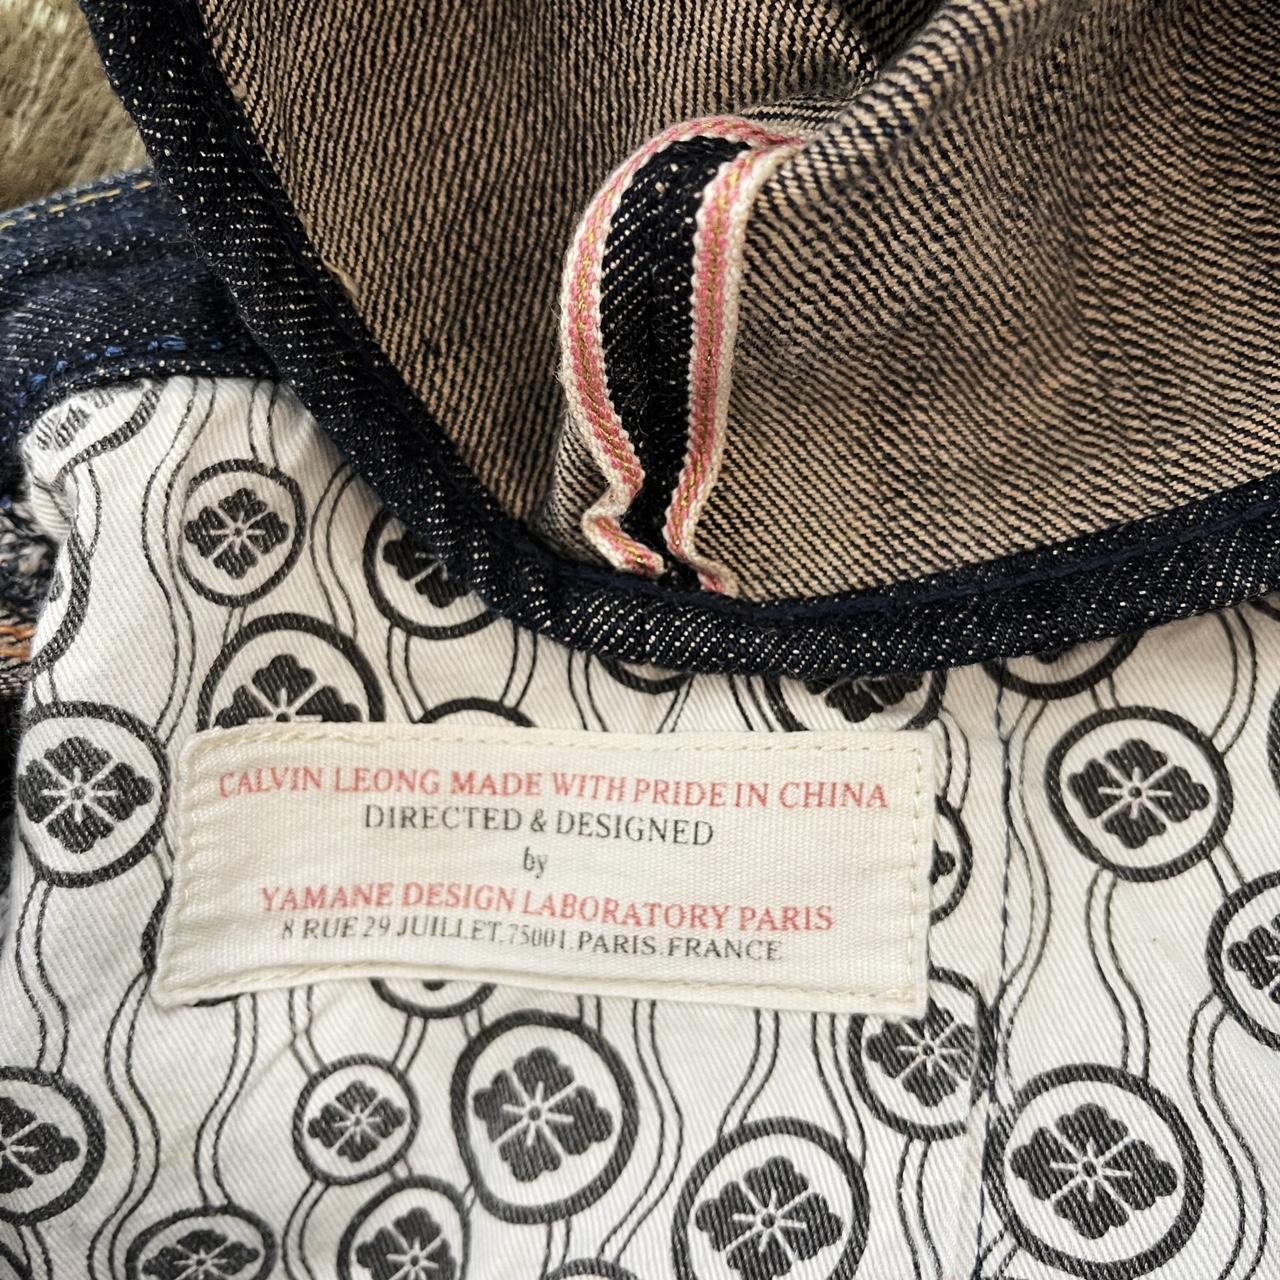 CALVIN LEONG MADE WITH PRIDE IN CHINA
DIRECTED & DESIGNED
by
YAMANE DESIGN LABORATORY PARIS
8 RUE 29 JUILLET.75001.PARIS.FRANCE